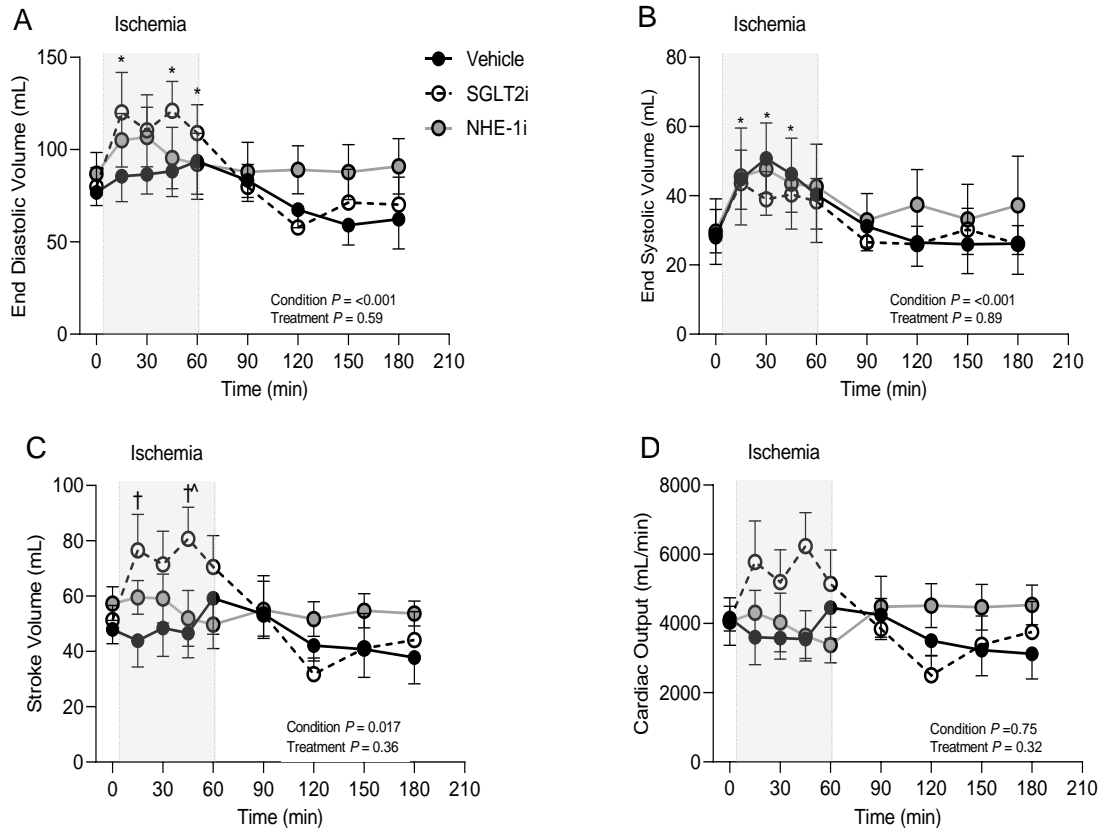 A
Ischemia
End Diastolic Volume (mL)
150
100
50
0
* * *
Vehicle
SGLT2i
NHE-1i
Condition P = <0.001
Treatment P = 0.59
0 30 60 90 120 150 180 210
Time (min)
B
Ischemia
End Systolic Volume (mL)
80
60
40
20
0
* * *
Condition P = <0.001
Treatment P = 0.89
0 30 60 90 120 150 180 210
Time (min)
C
Ischemia
Stroke Volume (mL)
100
80
60
40
20
0
† †^
Condition P = 0.017
Treatment P = 0.36
0 30 60 90 120 150 180 210
Time (min)
D
Ischemia
Cardiac Output (mL/min)
8000
6000
4000
2000
0
Condition P =0.75
Treatment P = 0.32
0 30 60 90 120 150 180 210
Time (min)